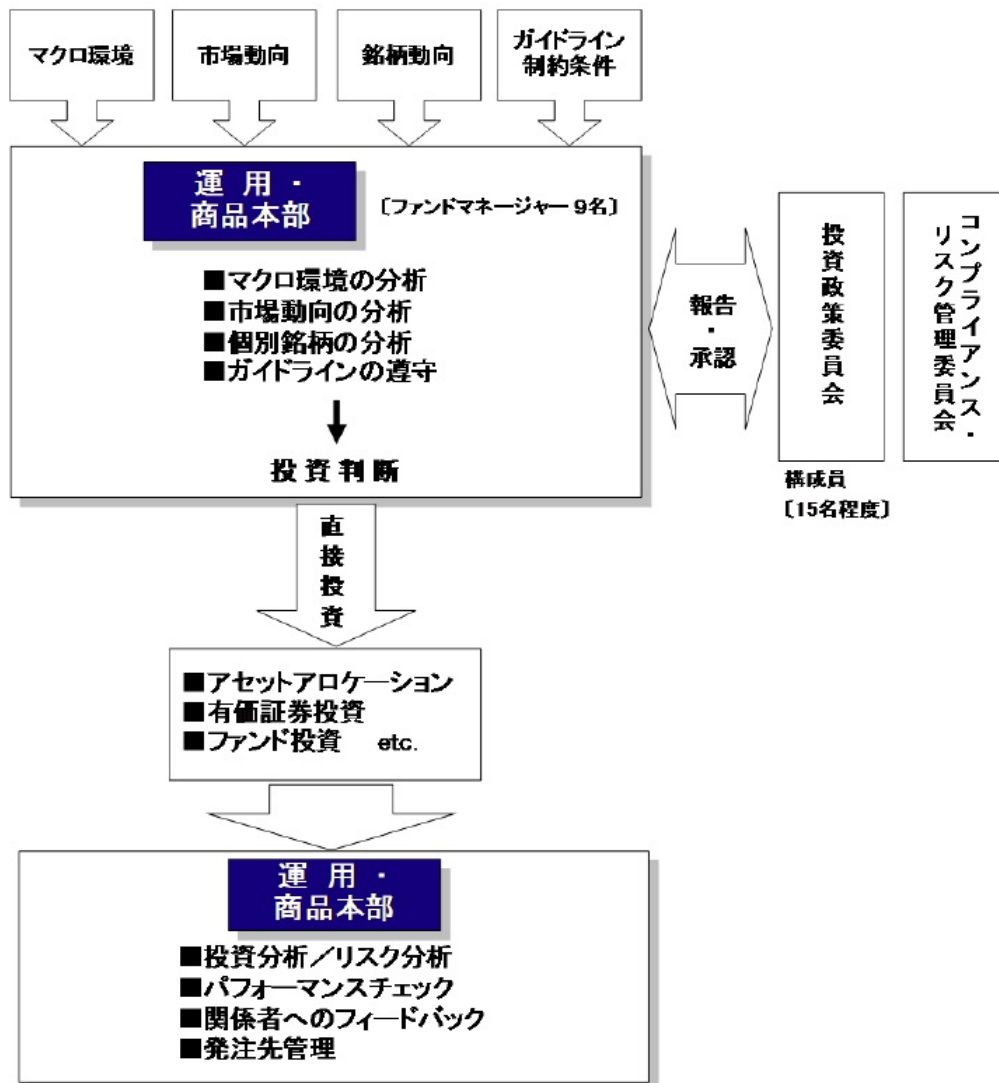 マクロ環境
市場動向
銘柄動向
ガイドライン
制約条件
運 用 ・
商品本部
〔ファンドマネージャー 9名〕
■マクロ環境の分析
■市場動向の分析
■個別銘柄の分析
■ガイドラインの遵守
投 資 判 断
報告
・
承認
投資政策委員会
コンプライアンス・
リスク管理委員会
構成員
〔15名程度〕
直接投資
■アセットアロケーション
■有価証券投資
■ファンド投資 etc.
運 用 ・
商品本部
■投資分析／リスク分析
■パフォーマンスチェック
■関係者へのフィードバック
■発注先管理